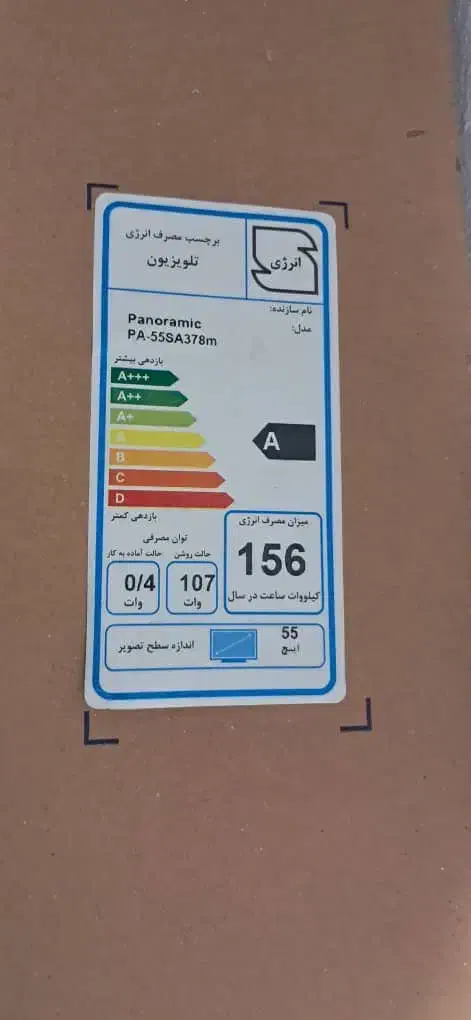 برچسب مصرف انرژی
تلویزیون
انرژی
نام سازنده:
Panoramic
مدل:
PA-55SA378m
بازدهی بیشتر
A+++
A++
A+
A
B
C
D
A
بازدهی کمتر
توان مصرفی
حالت روشن
حالت آماده به کار
107
وات
0/4
وات
میزان مصرف انرژی
156
کیلووات ساعت در سال
اندازه سطح تصویر
55
اینچ